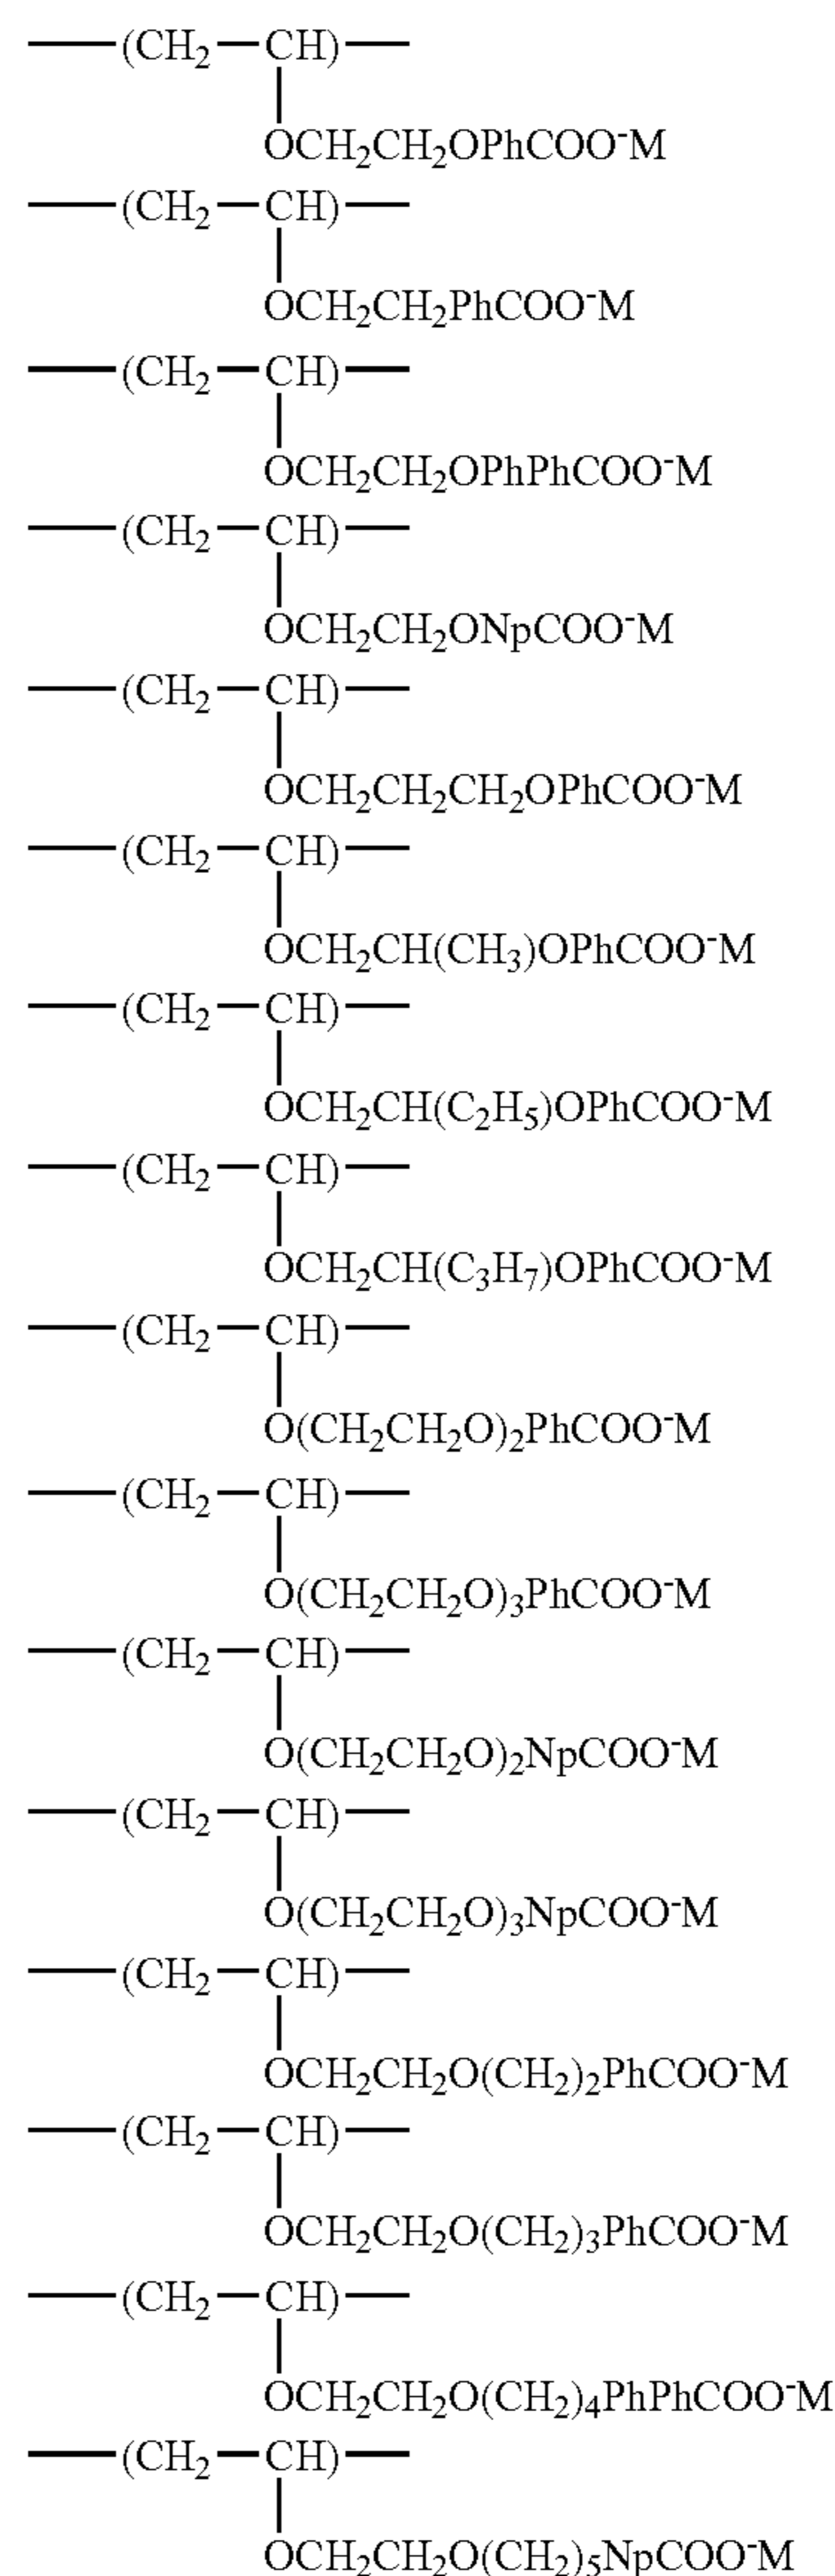 —(CH₂—CH)—
OCH₂CH₂OPhCOO⁻M
—(CH₂—CH)—
OCH₂CH₂PhCOO⁻M
—(CH₂—CH)—
OCH₂CH₂OPhPhCOO⁻M
—(CH₂—CH)—
OCH₂CH₂ONpCOO⁻M
—(CH₂—CH)—
OCH₂CH₂CH₂OPhCOO⁻M
—(CH₂—CH)—
OCH₂CH(CH₃)OPhCOO⁻M
—(CH₂—CH)—
OCH₂CH(C₂H₅)OPhCOO⁻M
—(CH₂—CH)—
OCH₂CH(C₃H₇)OPhCOO⁻M
—(CH₂—CH)—
O(CH₂CH₂O)₂PhCOO⁻M
—(CH₂—CH)—
O(CH₂CH₂O)₃PhCOO⁻M
—(CH₂—CH)—
O(CH₂CH₂O)₂NpCOO⁻M
—(CH₂—CH)—
O(CH₂CH₂O)₃NpCOO⁻M
—(CH₂—CH)—
OCH₂CH₂O(CH₂)₂PhCOO⁻M
—(CH₂—CH)—
OCH₂CH₂O(CH₂)₃PhCOO⁻M
—(CH₂—CH)—
OCH₂CH₂O(CH₂)₄PhPhCOO⁻M
—(CH₂—CH)—
OCH₂CH₂O(CH₂)₅NpCOO⁻M